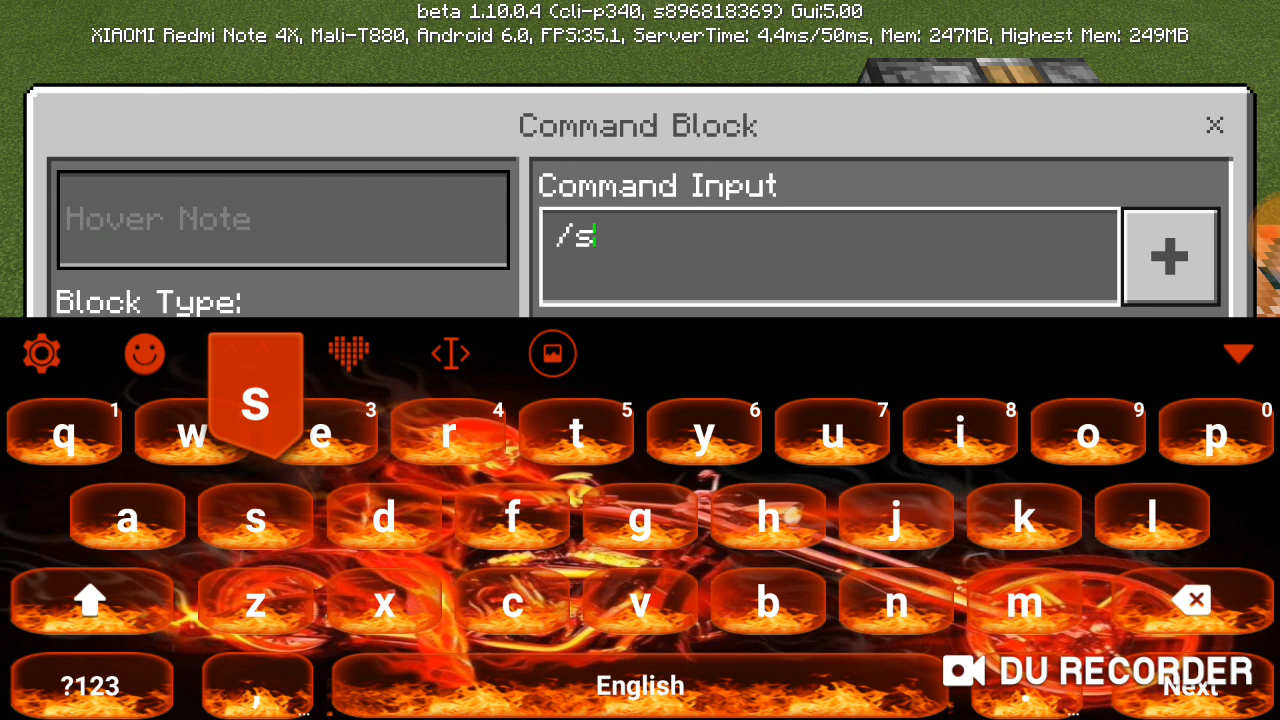 beta 1.10.0.4 (cli-p340, s896818369) Gui:5.00
XIAOMI Redmi Note 4X, Mali-T880, Android 6.0, FPS:35.1, ServerTime: 4.4ms/50ms, Mem: 247MB, Highest Mem: 249MB
Command Block
Hover Note
Command Input
/s
Block Type:
s
q 1 w e 3 r 4 t 5 y 6 u 7 i 8 o 9 p 0
a s d f g h j k l
z x c v b n m
?123 , English . Next
DU RECORDER